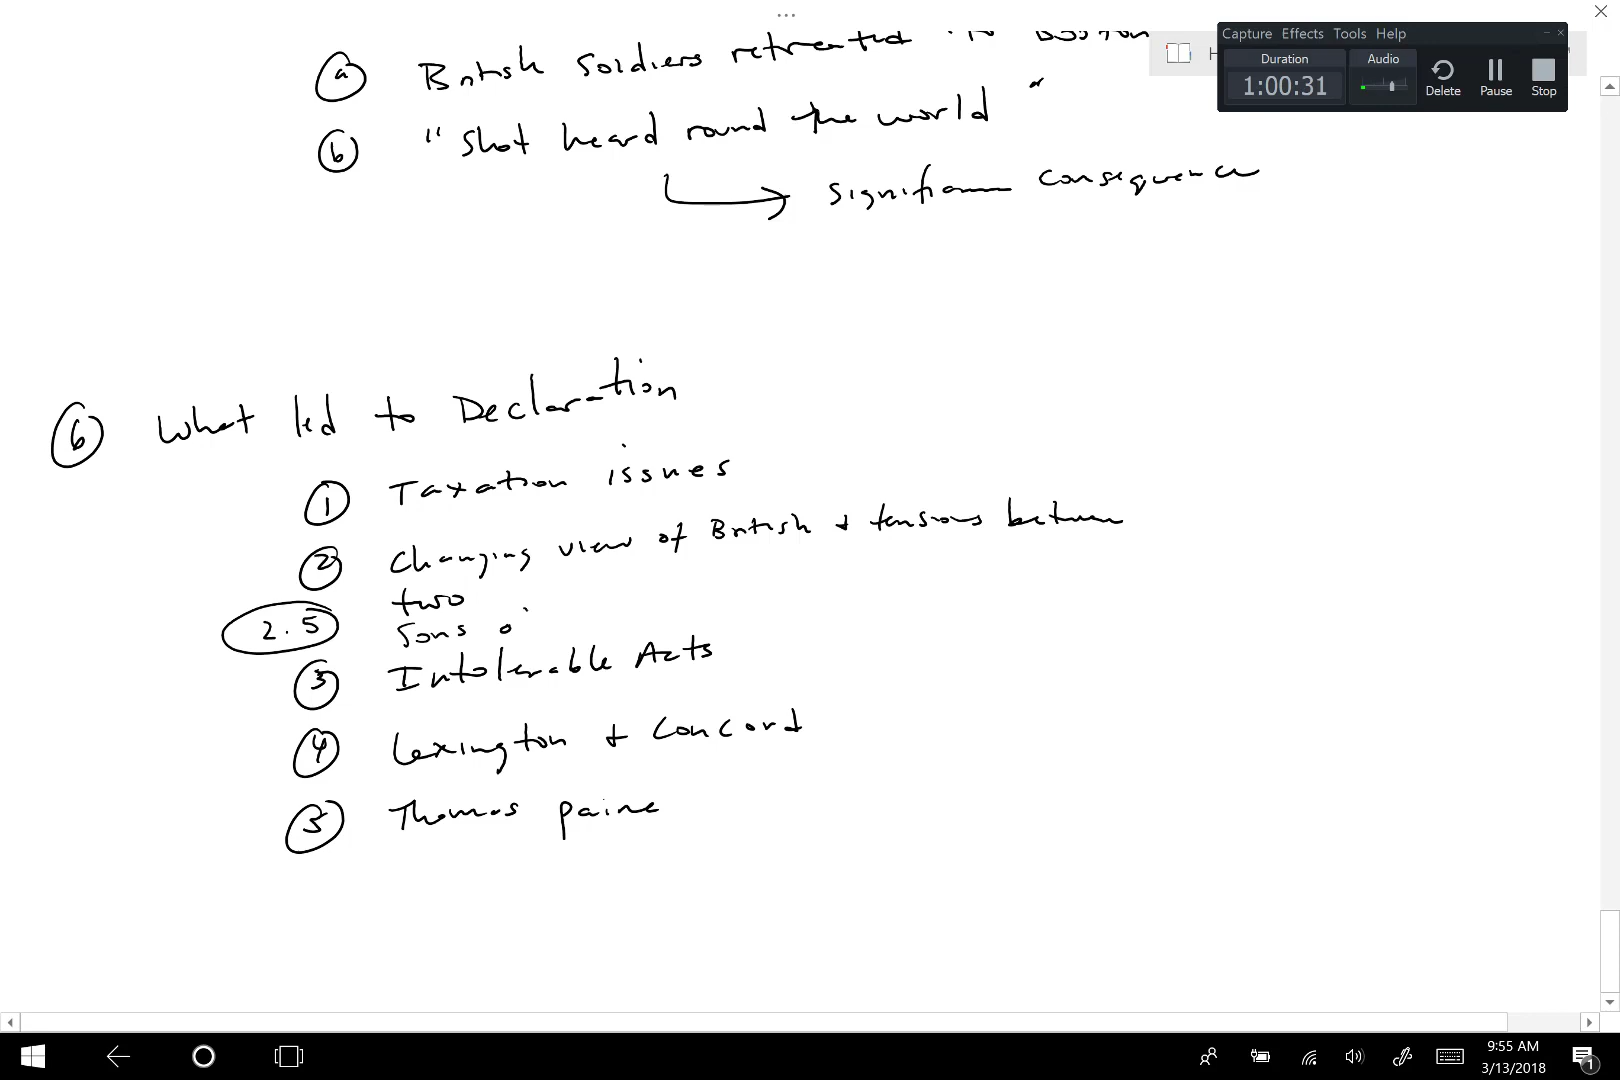 ...
Capture Effects Tools Help
Duration
Audio
1:00:31
Delete
Pause
Stop
a British Soldiers retreated to Boston
b "Shot heard round the world"
consequence
6 What led to Declaration
1 Taxation issues
2 Changing view of British + tensions between
two
2.5 Sons o
3 Intolerable Acts
4 Lexington + Concord
5 Thomas Paine
9:55 AM
3/13/2018
1